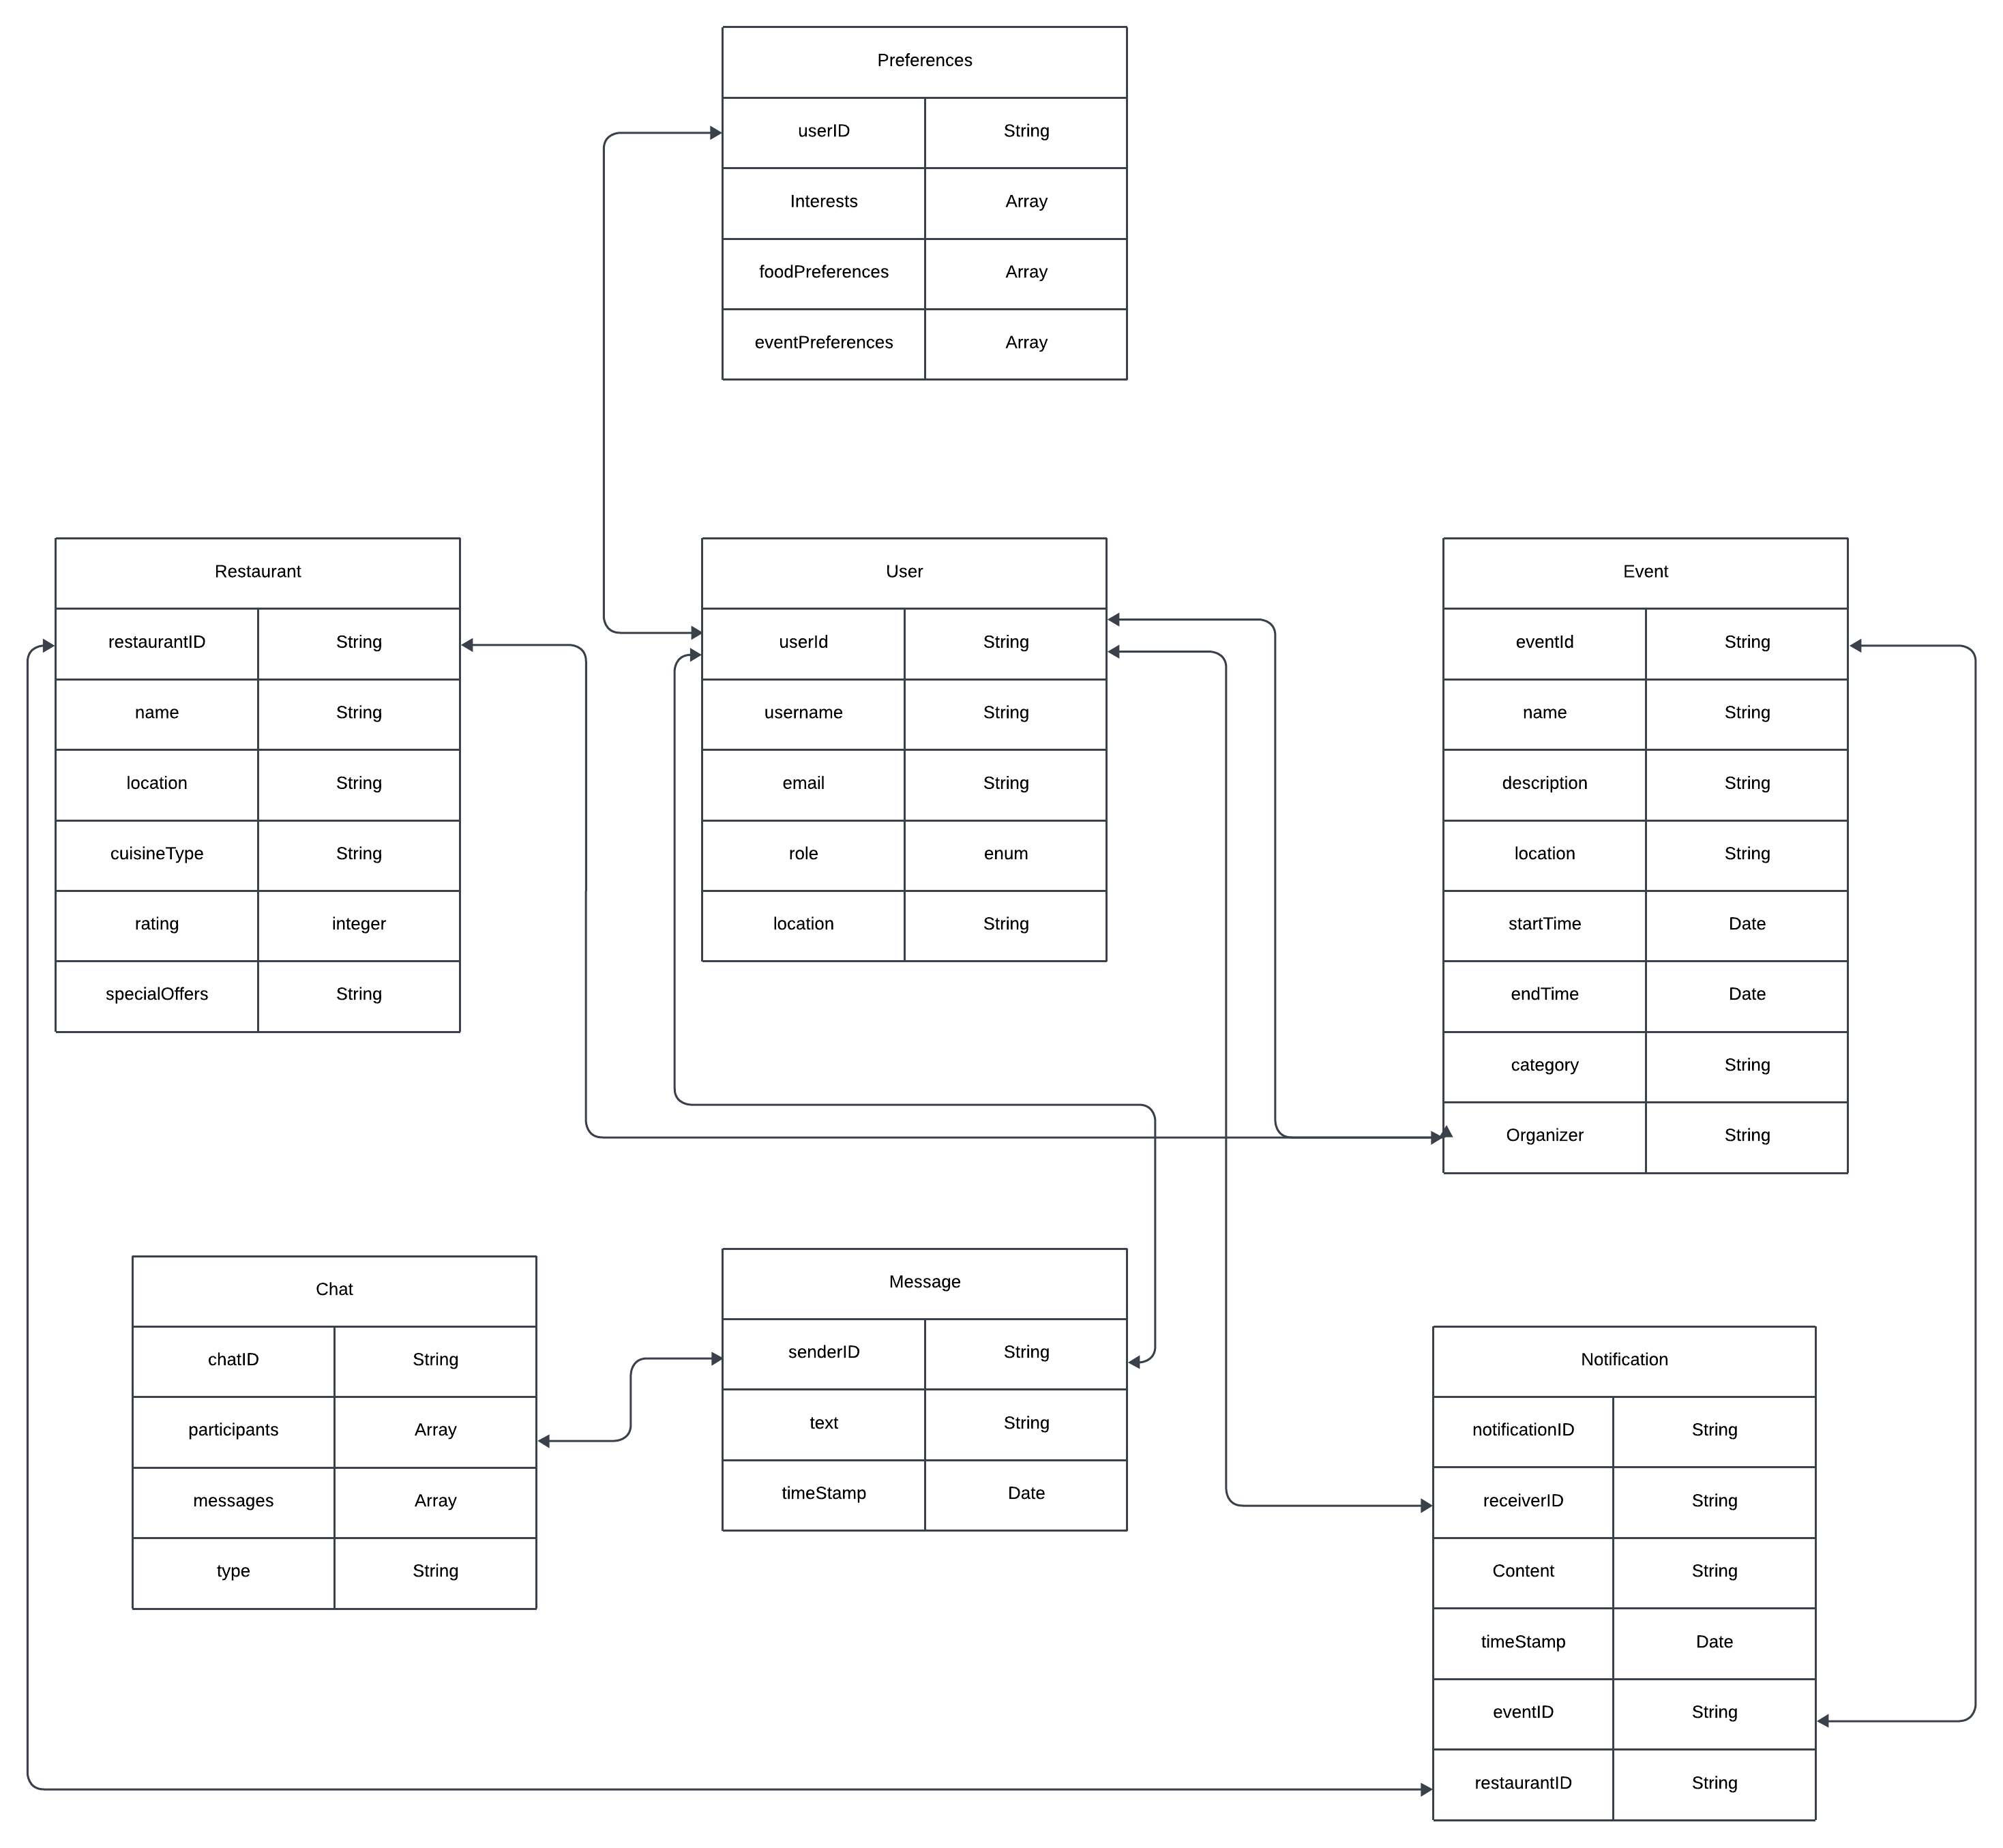 Preferences
userID String
Interests Array
foodPreferences Array
eventPreferences Array
Restaurant
restaurantID String
name String
location String
cuisineType String
rating integer
specialOffers String
User
userId String
username String
email String
role enum
location String
Event
eventId String
name String
description String
location String
startTime Date
endTime Date
category String
Organizer String
Chat
chatID String
participants Array
messages Array
type String
Message
senderID String
text String
timeStamp Date
Notification
notificationID String
receiverID String
Content String
timeStamp Date
eventID String
restaurantID String